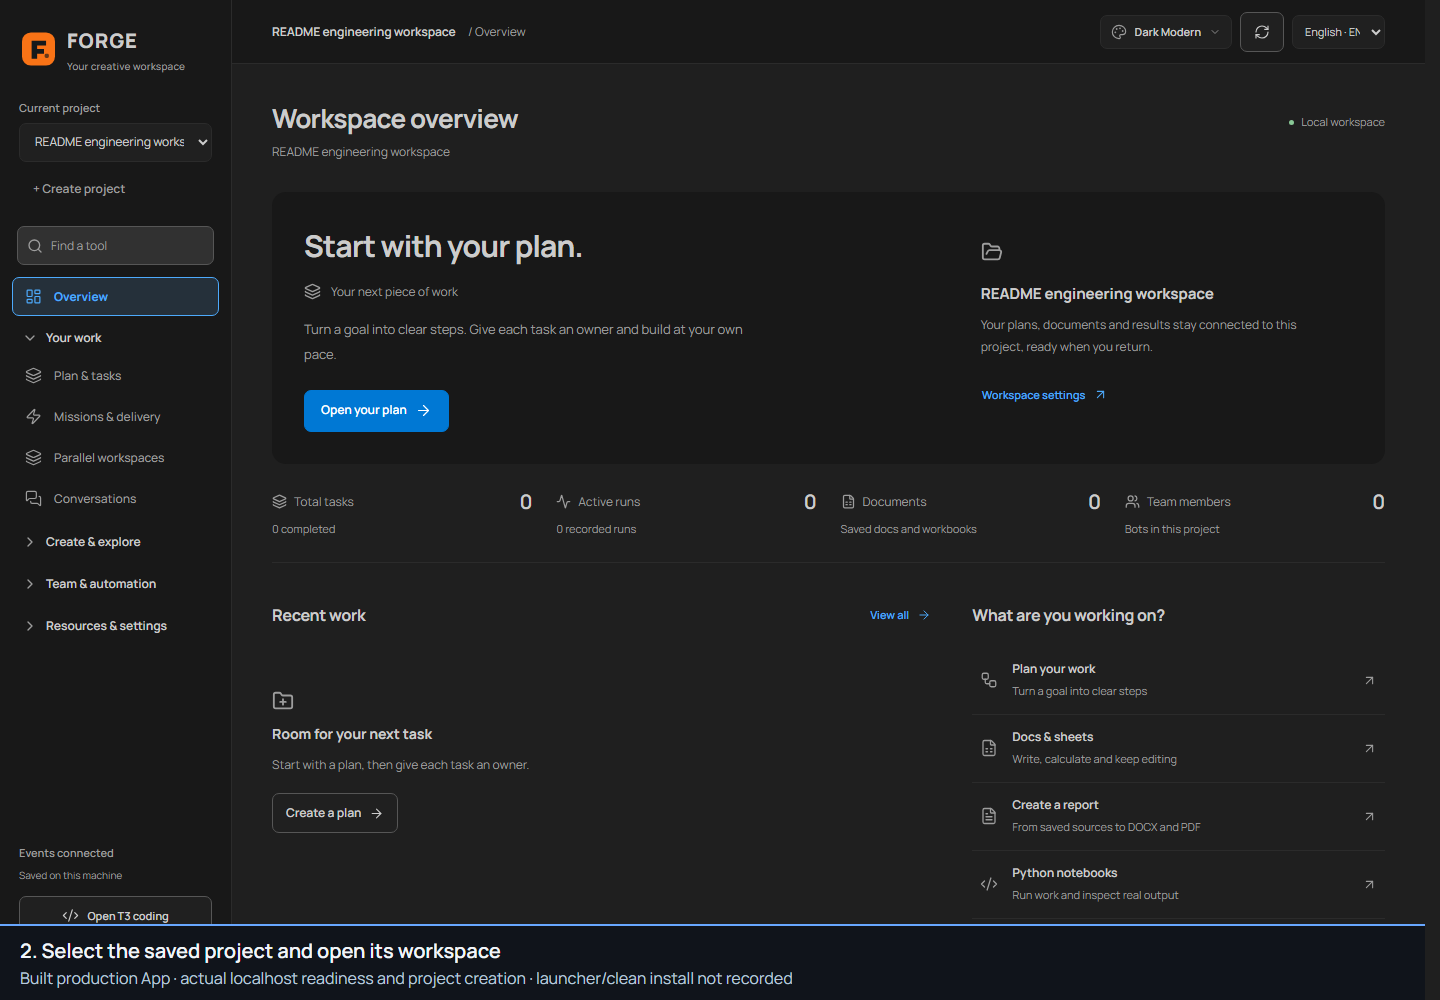 F.
FORGE
Your creative workspace
Current project
README engineering works
+ Create project
Find a tool
Overview
Your work
Plan & tasks
Missions & delivery
Parallel workspaces
Conversations
Create & explore
Team & automation
Resources & settings
Events connected
Saved on this machine
Open T3 coding
README engineering workspace / Overview
Dark Modern
English · EN
Workspace overview
README engineering workspace
Local workspace
Start with your plan.
Your next piece of work
Turn a goal into clear steps. Give each task an owner and build at your own
pace.
Open your plan
README engineering workspace
Your plans, documents and results stay connected to this
project, ready when you return.
Workspace settings
Total tasks 0
0 completed
Active runs 0
0 recorded runs
Documents 0
Saved docs and workbooks
Team members 0
Bots in this project
Recent work
View all
Room for your next task
Start with a plan, then give each task an owner.
Create a plan
What are you working on?
Plan your work
Turn a goal into clear steps
Docs & sheets
Write, calculate and keep editing
Create a report
From saved sources to DOCX and PDF
Python notebooks
Run work and inspect real output
2. Select the saved project and open its workspace
Built production App · actual localhost readiness and project creation · launcher/clean install not recorded